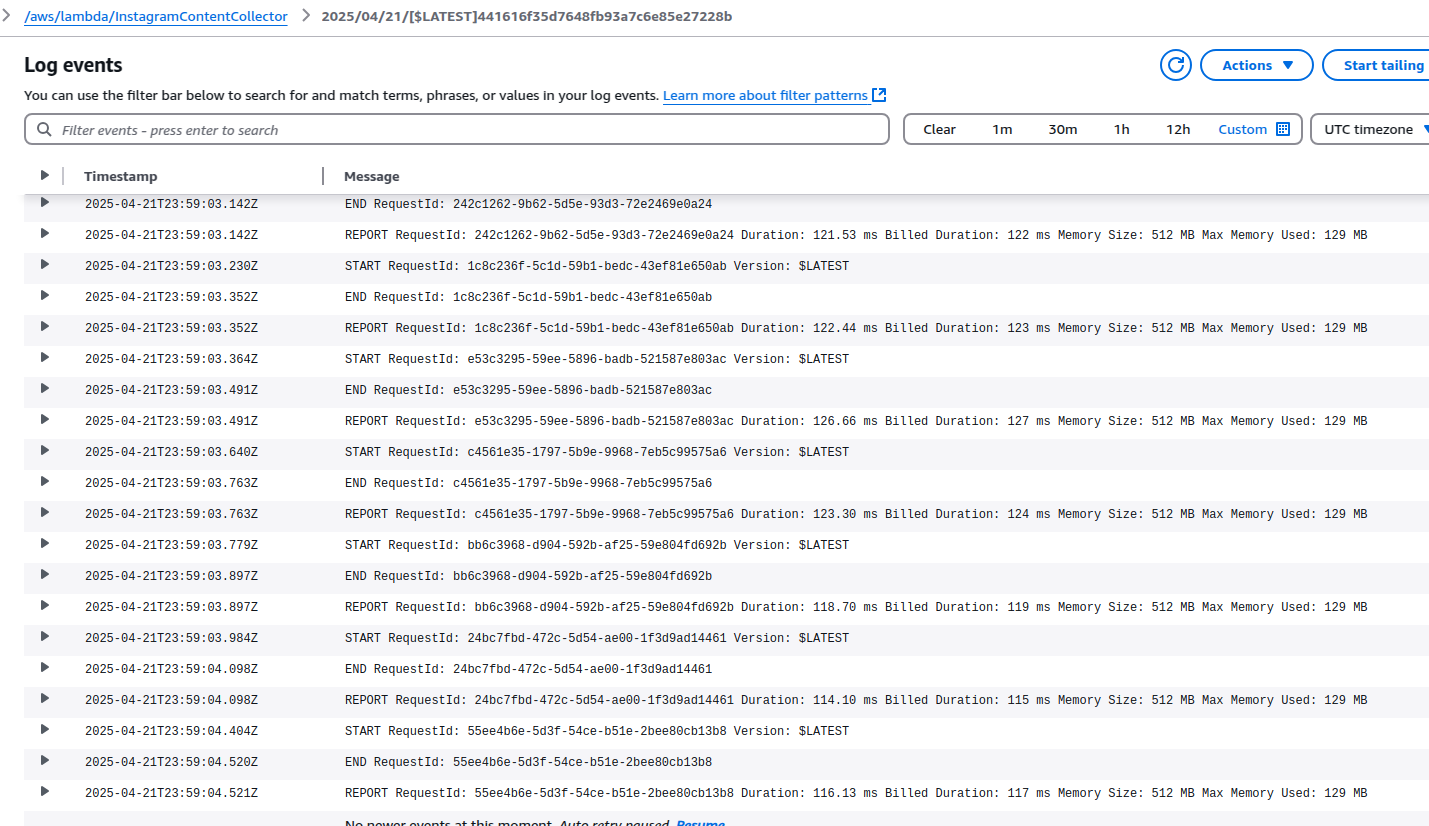 /aws/lambda/InstagramContentCollector > 2025/04/21/[$LATEST]441616f35d7648fb93a7c6e85e27228b
Log events
Actions
Start tailing
You can use the filter bar below to search for and match terms, phrases, or values in your log events. Learn more about filter patterns
Filter events - press enter to search
Clear 1m 30m 1h 12h Custom UTC timezone
Timestamp Message
2025-04-21T23:59:03.142Z END RequestId: 242c1262-9b62-5d5e-93d3-72e2469e0a24
2025-04-21T23:59:03.142Z REPORT RequestId: 242c1262-9b62-5d5e-93d3-72e2469e0a24 Duration: 121.53 ms Billed Duration: 122 ms Memory Size: 512 MB Max Memory Used: 129 MB
2025-04-21T23:59:03.230Z START RequestId: 1c8c236f-5c1d-59b1-bedc-43ef81e650ab Version: $LATEST
2025-04-21T23:59:03.352Z END RequestId: 1c8c236f-5c1d-59b1-bedc-43ef81e650ab
2025-04-21T23:59:03.352Z REPORT RequestId: 1c8c236f-5c1d-59b1-bedc-43ef81e650ab Duration: 122.44 ms Billed Duration: 123 ms Memory Size: 512 MB Max Memory Used: 129 MB
2025-04-21T23:59:03.364Z START RequestId: e53c3295-59ee-5896-badb-521587e803ac Version: $LATEST
2025-04-21T23:59:03.491Z END RequestId: e53c3295-59ee-5896-badb-521587e803ac
2025-04-21T23:59:03.491Z REPORT RequestId: e53c3295-59ee-5896-badb-521587e803ac Duration: 126.66 ms Billed Duration: 127 ms Memory Size: 512 MB Max Memory Used: 129 MB
2025-04-21T23:59:03.640Z START RequestId: c4561e35-1797-5b9e-9968-7eb5c99575a6 Version: $LATEST
2025-04-21T23:59:03.763Z END RequestId: c4561e35-1797-5b9e-9968-7eb5c99575a6
2025-04-21T23:59:03.763Z REPORT RequestId: c4561e35-1797-5b9e-9968-7eb5c99575a6 Duration: 123.30 ms Billed Duration: 124 ms Memory Size: 512 MB Max Memory Used: 129 MB
2025-04-21T23:59:03.779Z START RequestId: bb6c3968-d904-592b-af25-59e804fd692b Version: $LATEST
2025-04-21T23:59:03.897Z END RequestId: bb6c3968-d904-592b-af25-59e804fd692b
2025-04-21T23:59:03.897Z REPORT RequestId: bb6c3968-d904-592b-af25-59e804fd692b Duration: 118.70 ms Billed Duration: 119 ms Memory Size: 512 MB Max Memory Used: 129 MB
2025-04-21T23:59:03.984Z START RequestId: 24bc7fbd-472c-5d54-ae00-1f3d9ad14461 Version: $LATEST
2025-04-21T23:59:04.098Z END RequestId: 24bc7fbd-472c-5d54-ae00-1f3d9ad14461
2025-04-21T23:59:04.098Z REPORT RequestId: 24bc7fbd-472c-5d54-ae00-1f3d9ad14461 Duration: 114.10 ms Billed Duration: 115 ms Memory Size: 512 MB Max Memory Used: 129 MB
2025-04-21T23:59:04.404Z START RequestId: 55ee4b6e-5d3f-54ce-b51e-2bee80cb13b8 Version: $LATEST
2025-04-21T23:59:04.520Z END RequestId: 55ee4b6e-5d3f-54ce-b51e-2bee80cb13b8
2025-04-21T23:59:04.521Z REPORT RequestId: 55ee4b6e-5d3f-54ce-b51e-2bee80cb13b8 Duration: 116.13 ms Billed Duration: 117 ms Memory Size: 512 MB Max Memory Used: 129 MB
No newer events at this moment. Auto retry paused. Resume